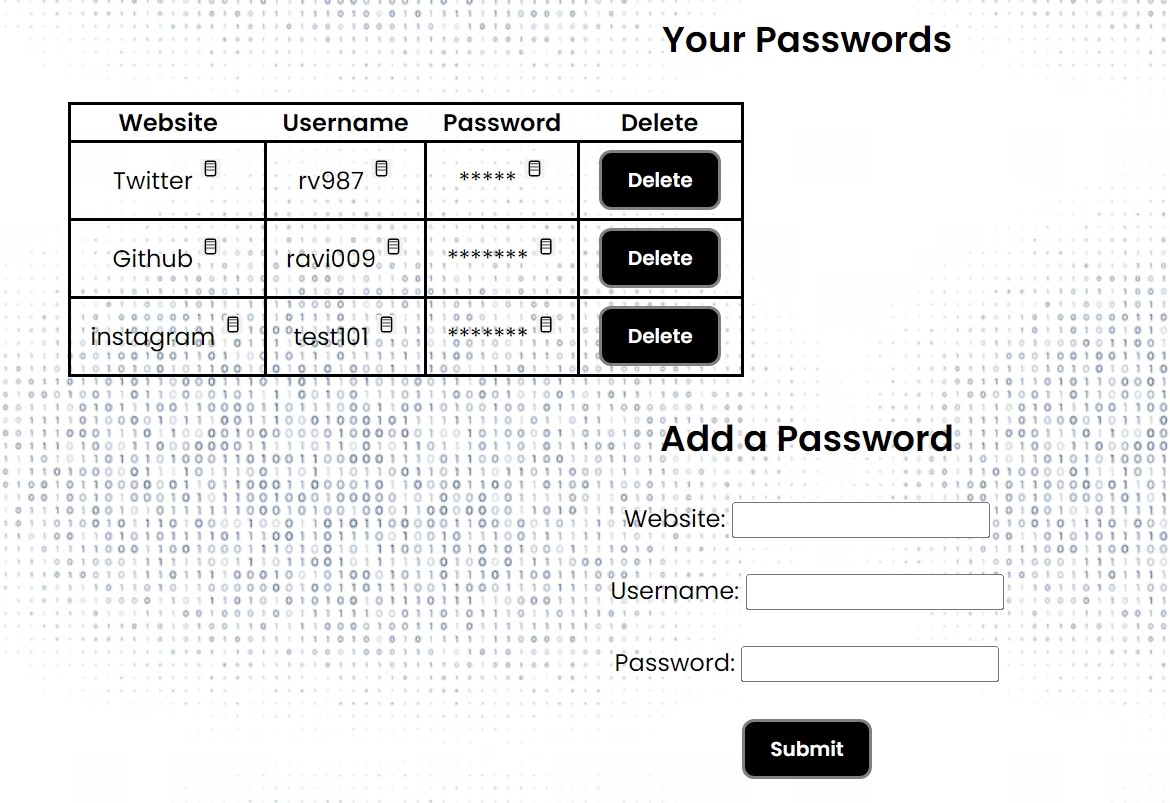 Your Passwords
Website Username Password Delete
Twitter rv987 ***** Delete
Github ravi009 ******* Delete
instagram test101 ******* Delete
Add a Password
Website:
Username:
Password:
Submit